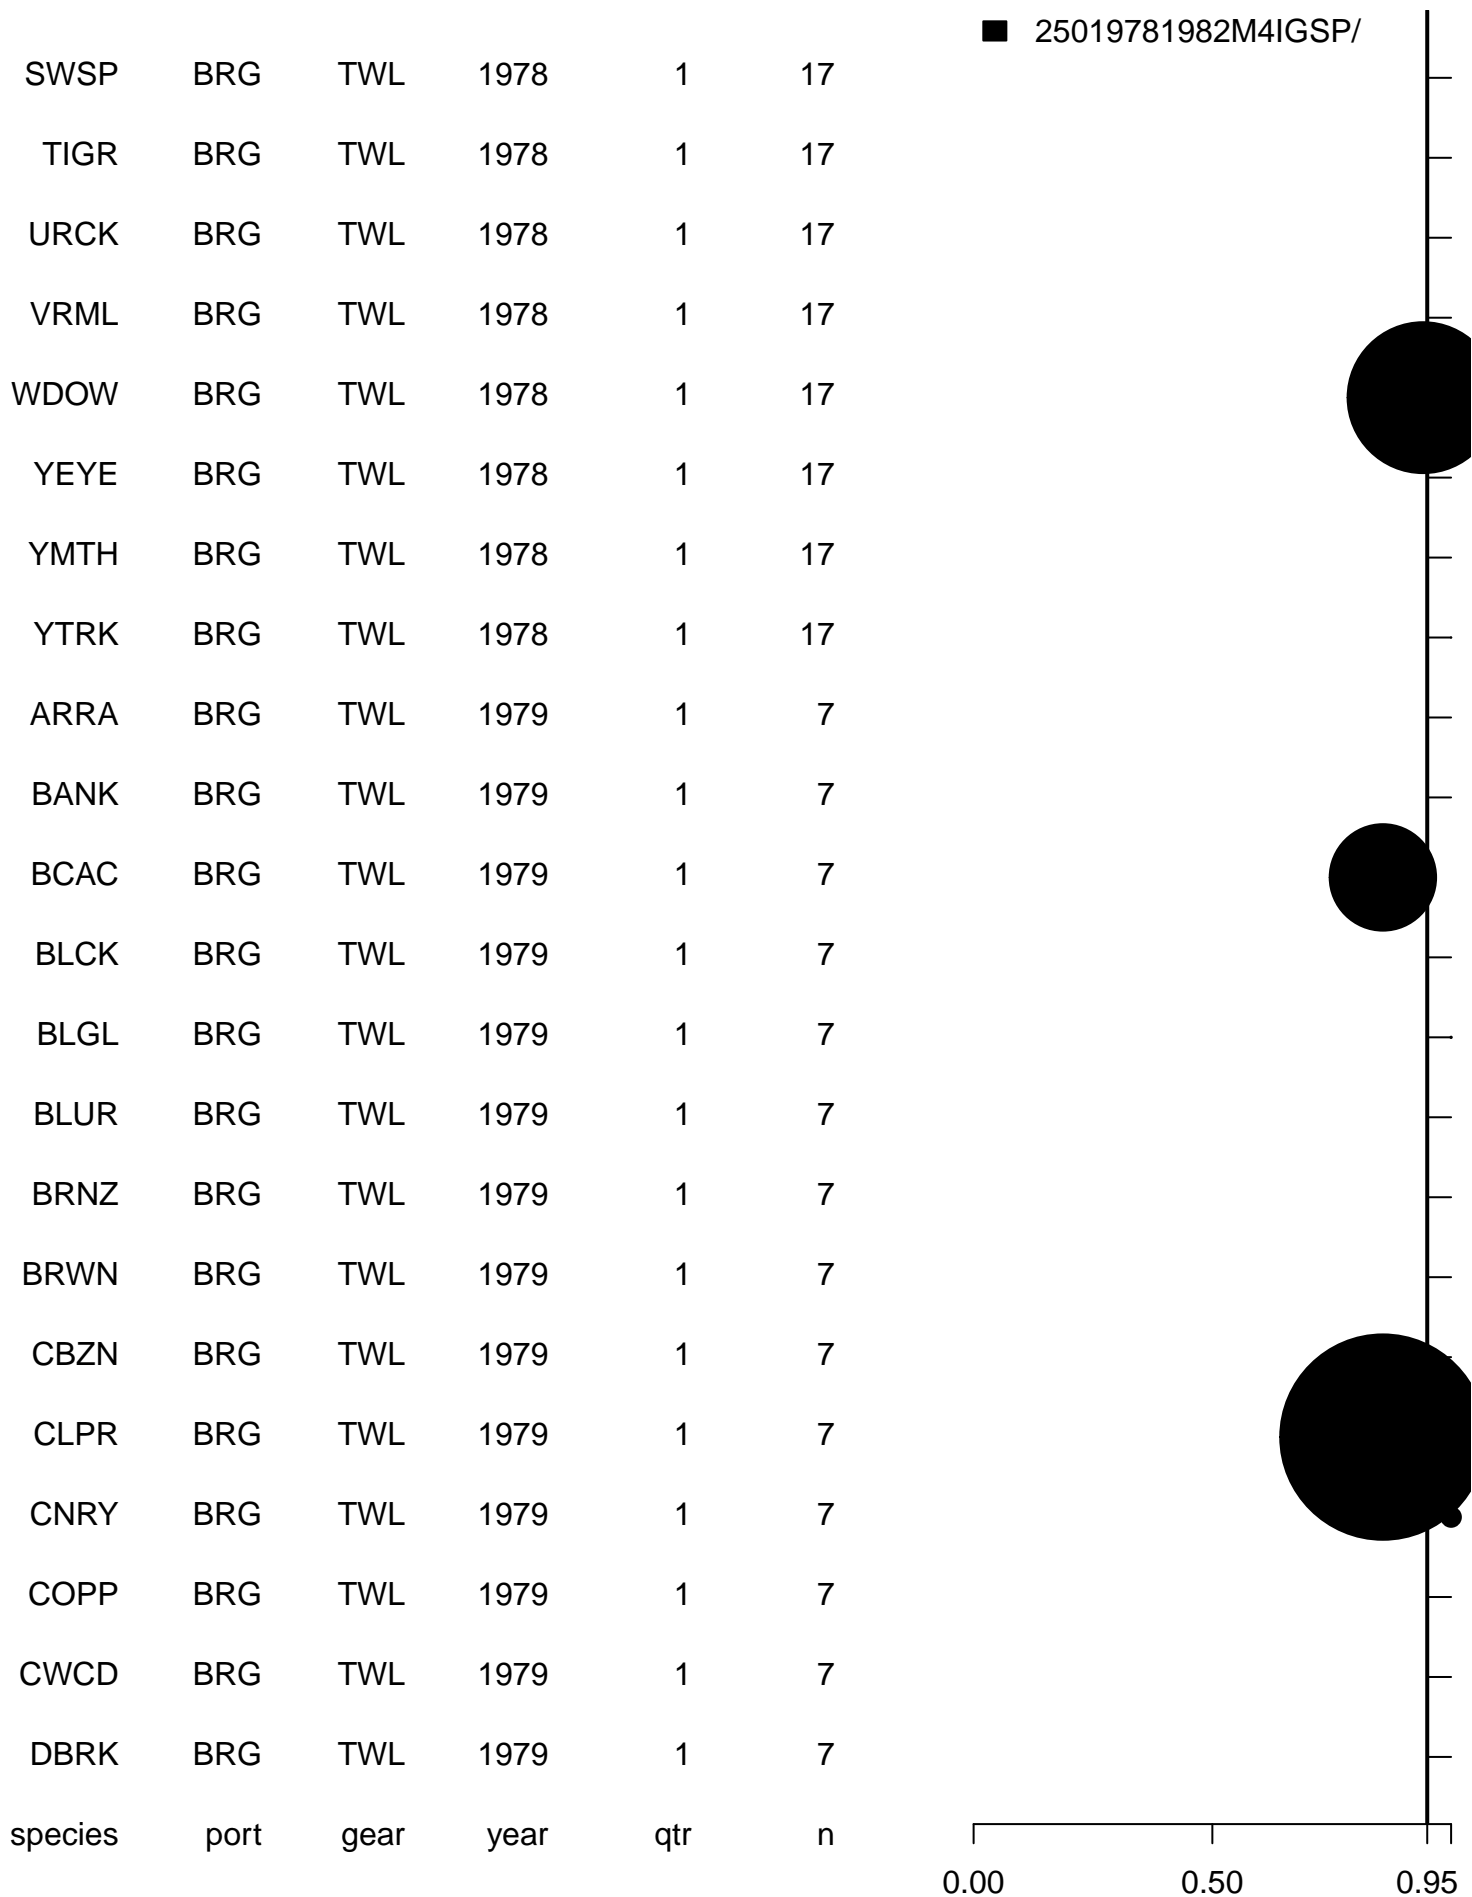 25019781982M4IGSP/
SWSP BRG TWL 1978 1 17
TIGR BRG TWL 1978 1 17
URCK BRG TWL 1978 1 17
VRML BRG TWL 1978 1 17
WDOW BRG TWL 1978 1 17
YEYE BRG TWL 1978 1 17
YMTH BRG TWL 1978 1 17
YTRK BRG TWL 1978 1 17
ARRA BRG TWL 1979 1 7
BANK BRG TWL 1979 1 7
BCAC BRG TWL 1979 1 7
BLCK BRG TWL 1979 1 7
BLGL BRG TWL 1979 1 7
BLUR BRG TWL 1979 1 7
BRNZ BRG TWL 1979 1 7
BRWN BRG TWL 1979 1 7
CBZN BRG TWL 1979 1 7
CLPR BRG TWL 1979 1 7
CNRY BRG TWL 1979 1 7
COPP BRG TWL 1979 1 7
CWCD BRG TWL 1979 1 7
DBRK BRG TWL 1979 1 7
species port gear year qtr n
0.00 0.50 0.95